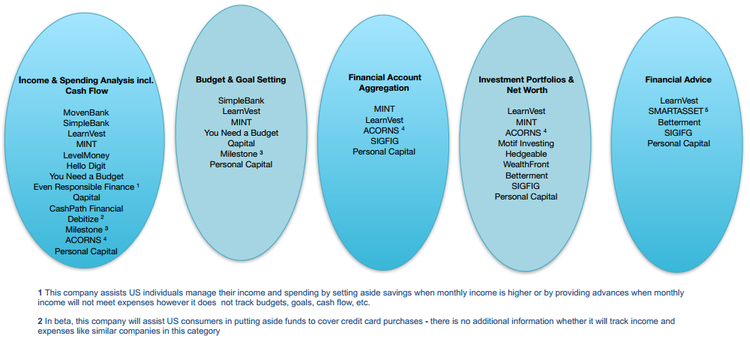 Income & Spending Analysis incl.
Cash Flow
MovenBank
SimpleBank
LearnVest
MINT
LevelMoney
Hello Digit
You Need a Budget
Even Responsible Finance 1
Qapital
CashPath Financial
Debitize 2
Milestone 3
ACORNS 4
Personal Capital
Budget & Goal Setting
SimpleBank
LearnVest
MINT
You Need a Budget
Qapital
Milestone 3
Personal Capital
Financial Account
Aggregation
MINT
LearnVest
ACORNS 4
SIGFIG
Personal Capital
Investment Portfolios &
Net Worth
LearnVest
MINT
ACORNS 4
Motif Investing
Hedgeable
WealthFront
Betterment
SIGFIG
Personal Capital
Financial Advice
LearnVest
SMARTASSET 5
Betterment
SIGIFG
Personal Capital
1 This company assists US individuals manage their income and spending by setting aside savings when monthly income is higher or by providing advances when monthly
income will not meet expenses however it does not track budgets, goals, cash flow, etc.
2 In beta, this company will assist US consumers in putting aside funds to cover credit card purchases - there is no additional information whether it will track income and
expenses like similar companies in this category